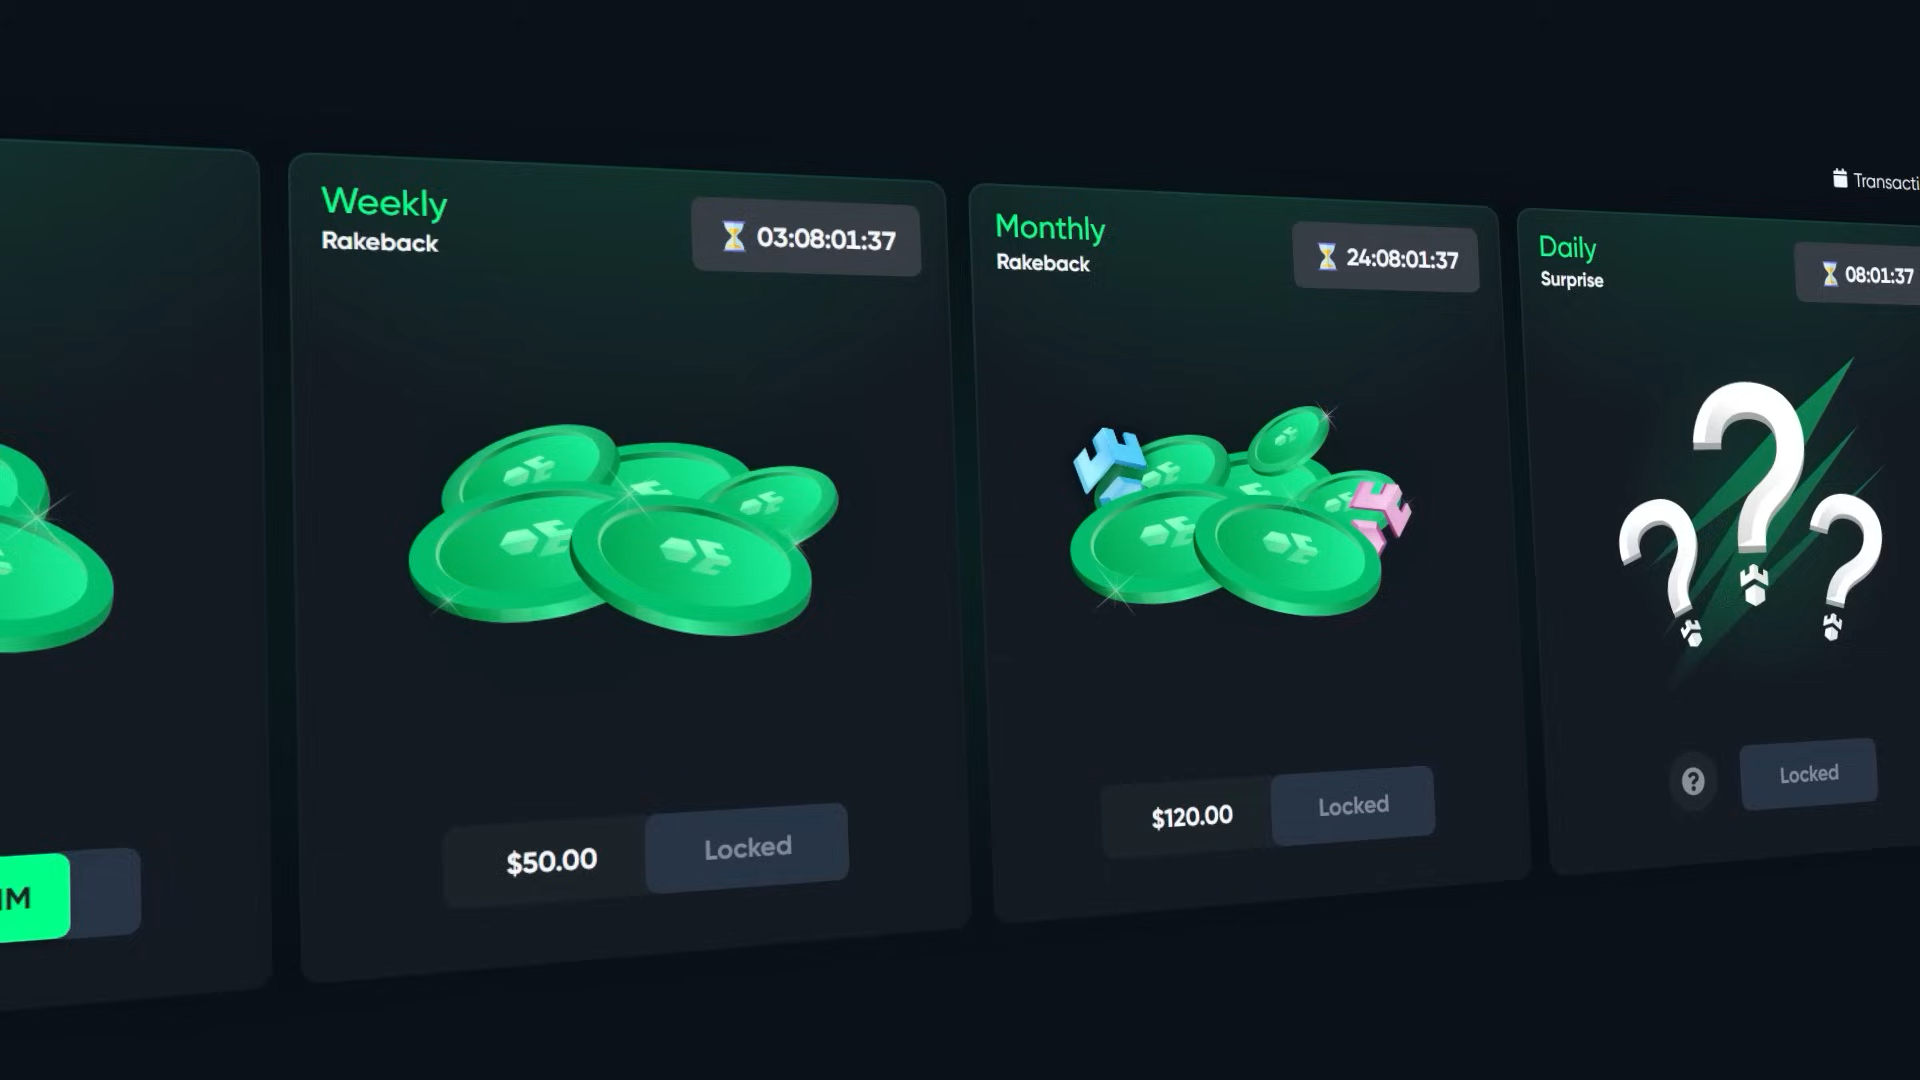 Transacti
Weekly
Rakeback
03:08:01:37
$50.00
Locked
Monthly
Rakeback
24:08:01:37
$120.00
Locked
Daily
Surprise
08:01:37
?
Locked